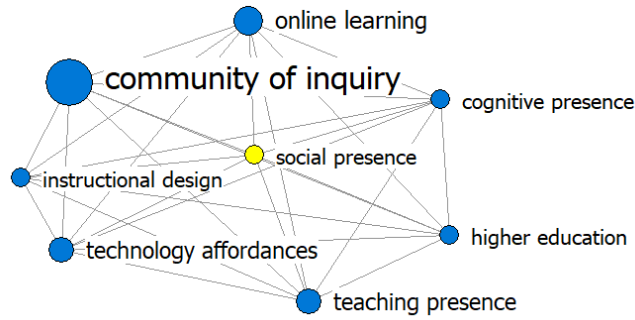 online learning
community of inquiry
cognitive presence
social presence
instructional design
technology affordances
higher education
teaching presence